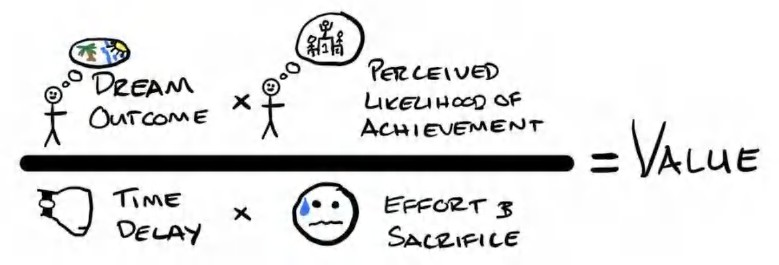 DREAM
OUTCOME
x
PERCEIVED
LIKELIHOOD OF
ACHIEVEMENT
= VALUE
TIME
DELAY
x
EFFORT &
SACRIFICE